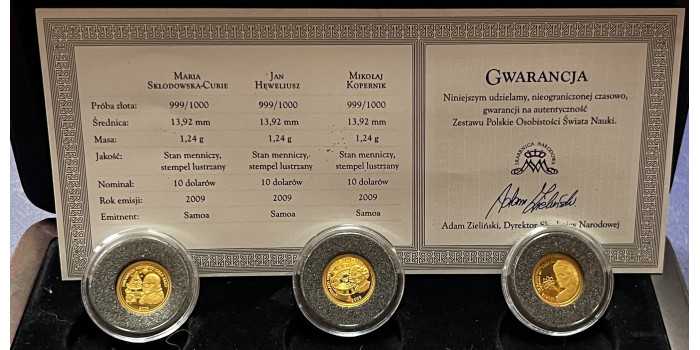 Maria Skłodowska-Curie
Jan Heweliusz
Mikołaj Kopernik
Próba złota: 999/1000 999/1000 999/1000
Średnica: 13,92 mm 13,92 mm 13,92 mm
Masa: 1,24 g 1,24 g 1,24 g
Jakość: Stan menniczy, Stan menniczy, Stan menniczy,
stempel lustrzany stempel lustrzany stempel lustrzany
Nominał: 10 dolarów 10 dolarów 10 dolarów
Rok emisji: 2009 2009 2009
Emitent: Samoa Samoa Samoa
Gwarancja
Niniejszym udzielamy, nieograniczonej czasowo,
gwarancji na autentyczność
Zestawu Polskie Osobistości Świata Nauki.
Skarbnica Narodowa
Adam Zieliński
Adam Zieliński, Dyrektor Narodowej